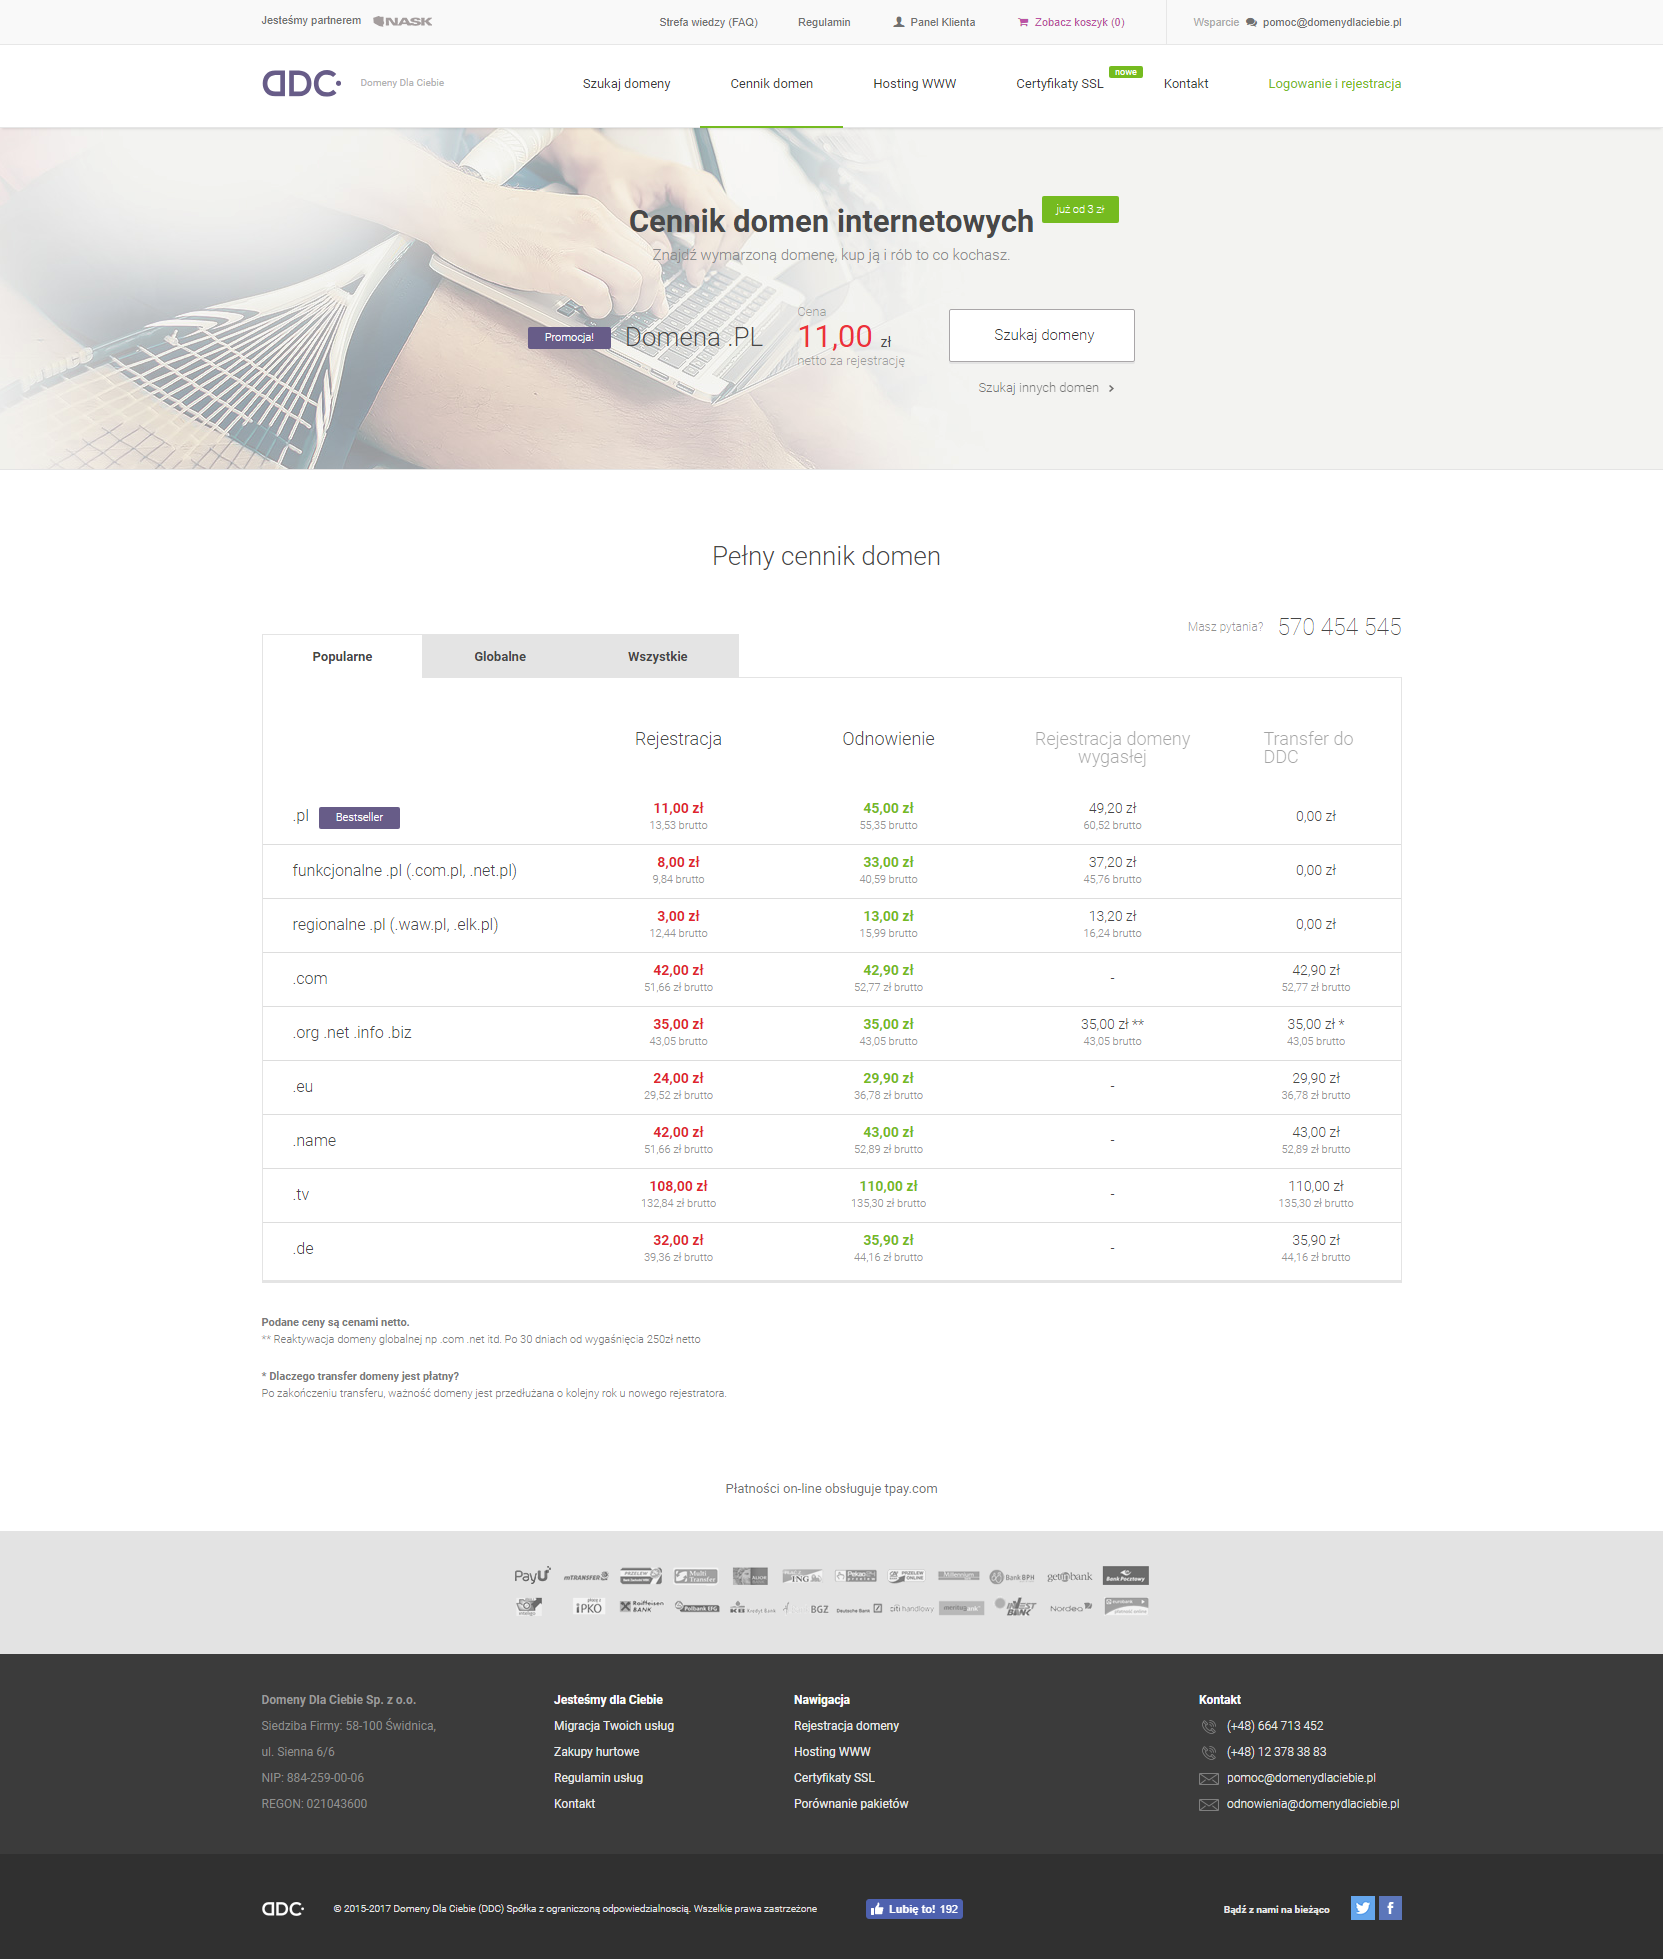 Jesteśmy partnerem NASK
Strefa wiedzy (FAQ)
Regulamin
Panel Klienta
Zobacz koszyk (0)
Wsparcie pomoc@domenydlaciebie.pl
DDC Domeny Dla Ciebie
Szukaj domeny
Cennik domen
Hosting WWW
Certyfikaty SSL nowe
Kontakt
Logowanie i rejestracja
Cennik domen internetowych już od 3 zł
Znajdź wymarzoną domenę, kup ją i rób to co kochasz.
Promocja! Domena .PL
Cena
11,00 zł
netto za rejestrację
Szukaj domeny
Szukaj innych domen
Pełny cennik domen
Masz pytania? 570 454 545
Popularne Globalne Wszystkie
Rejestracja Odnowienie Rejestracja domeny wygasłej Transfer do DDC
.pl Bestseller 11,00 zł 45,00 zł 49,20 zł 0,00 zł
13,53 brutto 55,35 brutto 60,52 brutto
funkcjonalne .pl (.com.pl, .net.pl) 8,00 zł 33,00 zł 37,20 zł 0,00 zł
9,84 brutto 40,59 brutto 45,76 brutto
regionalne .pl (.waw.pl, .elk.pl) 3,00 zł 13,00 zł 13,20 zł 0,00 zł
12,44 brutto 15,99 brutto 16,24 brutto
.com 42,00 zł 42,90 zł - 42,90 zł
51,66 zł brutto 52,77 zł brutto 52,77 zł brutto
.org .net .info .biz 35,00 zł 35,00 zł 35,00 zł ** 35,00 zł *
43,05 brutto 43,05 brutto 43,05 brutto 43,05 brutto
.eu 24,00 zł 29,90 zł - 29,90 zł
29,52 zł brutto 36,78 zł brutto 36,78 zł brutto
.name 42,00 zł 43,00 zł - 43,00 zł
51,66 zł brutto 52,89 zł brutto 52,89 zł brutto
.tv 108,00 zł 110,00 zł - 110,00 zł
132,84 zł brutto 135,30 zł brutto 135,30 zł brutto
.de 32,00 zł 35,90 zł - 35,90 zł
39,36 zł brutto 44,16 zł brutto 44,16 zł brutto
Podane ceny są cenami netto.
** Reaktywacja domeny globalnej np .com .net itd. Po 30 dniach od wygaśnięcia 250zł netto
* Dlaczego transfer domeny jest płatny?
Po zakończeniu transferu, ważność domeny jest przedłużana o kolejny rok u nowego rejestratora.
Płatności on-line obsługuje tpay.com
PayU mTRANSFER Multi Transfer ING Pekao Millennium Bank BPH getinbank Bank Pocztowy
iPKO Raiffeisen BANK Polbank EFG KB Kredyt Bank BGZ Deutsche Bank citi handlowy INVEST BANK Nordea
Domeny Dla Ciebie Sp. z o.o.
Siedziba Firmy: 58-100 Świdnica,
ul. Sienna 6/6
NIP: 884-259-00-06
REGON: 021043600
Jesteśmy dla Ciebie
Migracja Twoich usług
Zakupy hurtowe
Regulamin usług
Kontakt
Nawigacja
Rejestracja domeny
Hosting WWW
Certyfikaty SSL
Porównanie pakietów
Kontakt
(+48) 664 713 452
(+48) 12 378 38 83
pomoc@domenydlaciebie.pl
odnowienia@domenydlaciebie.pl
DDC © 2015-2017 Domeny Dla Ciebie (DDC) Spółka z ograniczoną odpowiedzialnoscią. Wszelkie prawa zastrzeżone
Lubię to! 192
Bądź z nami na bieżąco